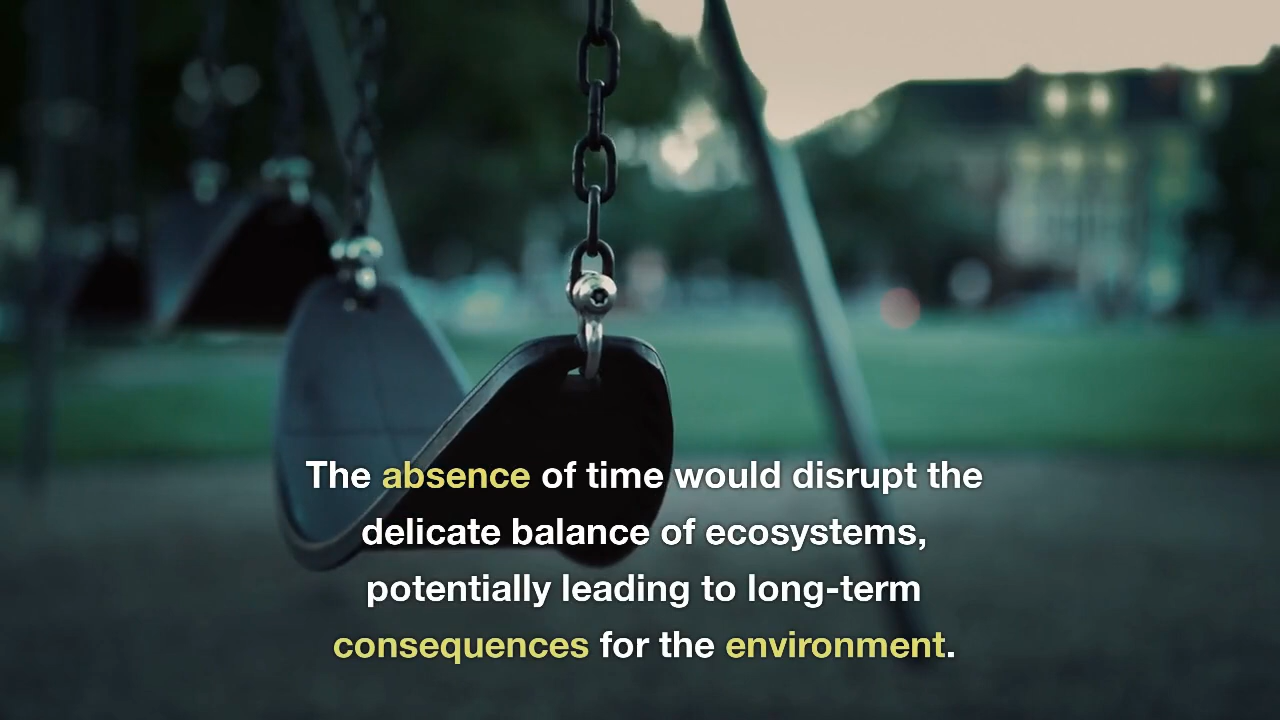 The absence of time would disrupt the
delicate balance of ecosystems,
potentially leading to long-term
consequences for the environment.